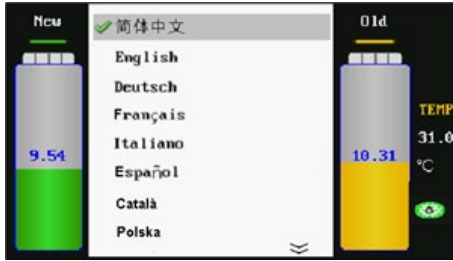 New
9.54
简体中文
English
Deutsch
Français
Italiano
Español
Català
Polska
Old
10.31
TEMP
31.0
°C